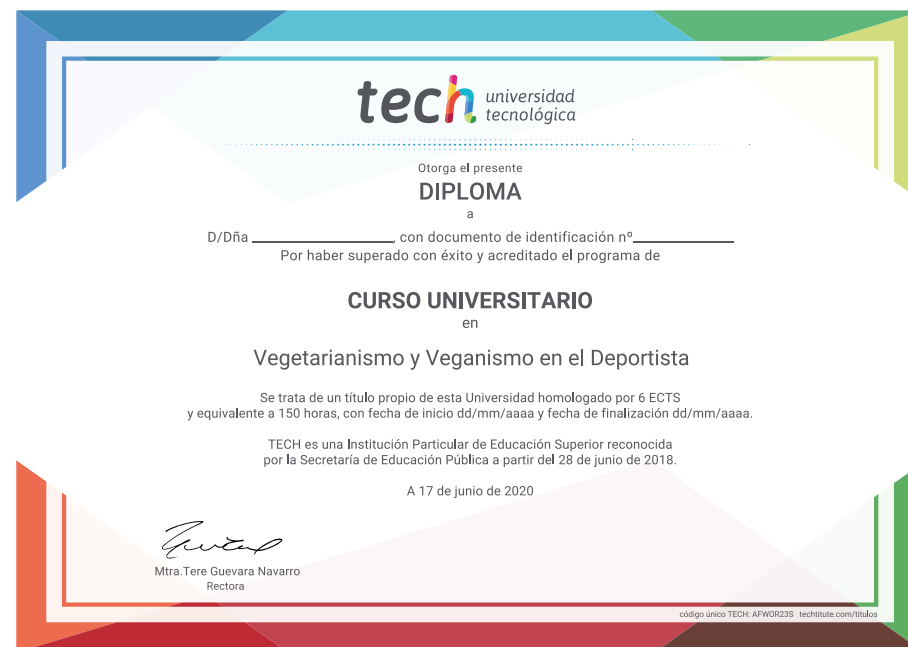 tech universidad
tecnológica
Otorga el presente
DIPLOMA
a
D/Dña ____________________, con documento de identificación nº______________
Por haber superado con éxito y acreditado el programa de
CURSO UNIVERSITARIO
en
Vegetarianismo y Veganismo en el Deportista
Se trata de un título propio de esta Universidad homologado por 6 ECTS
y equivalente a 150 horas, con fecha de inicio dd/mm/aaaa y fecha de finalización dd/mm/aaaa.
TECH es una Institución Particular de Educación Superior reconocida
por la Secretaría de Educación Pública a partir del 28 de junio de 2018.
A 17 de junio de 2020
Mtra.Tere Guevara Navarro
Rectora
código único TECH: AFWOR23S techtitute.com/titulos